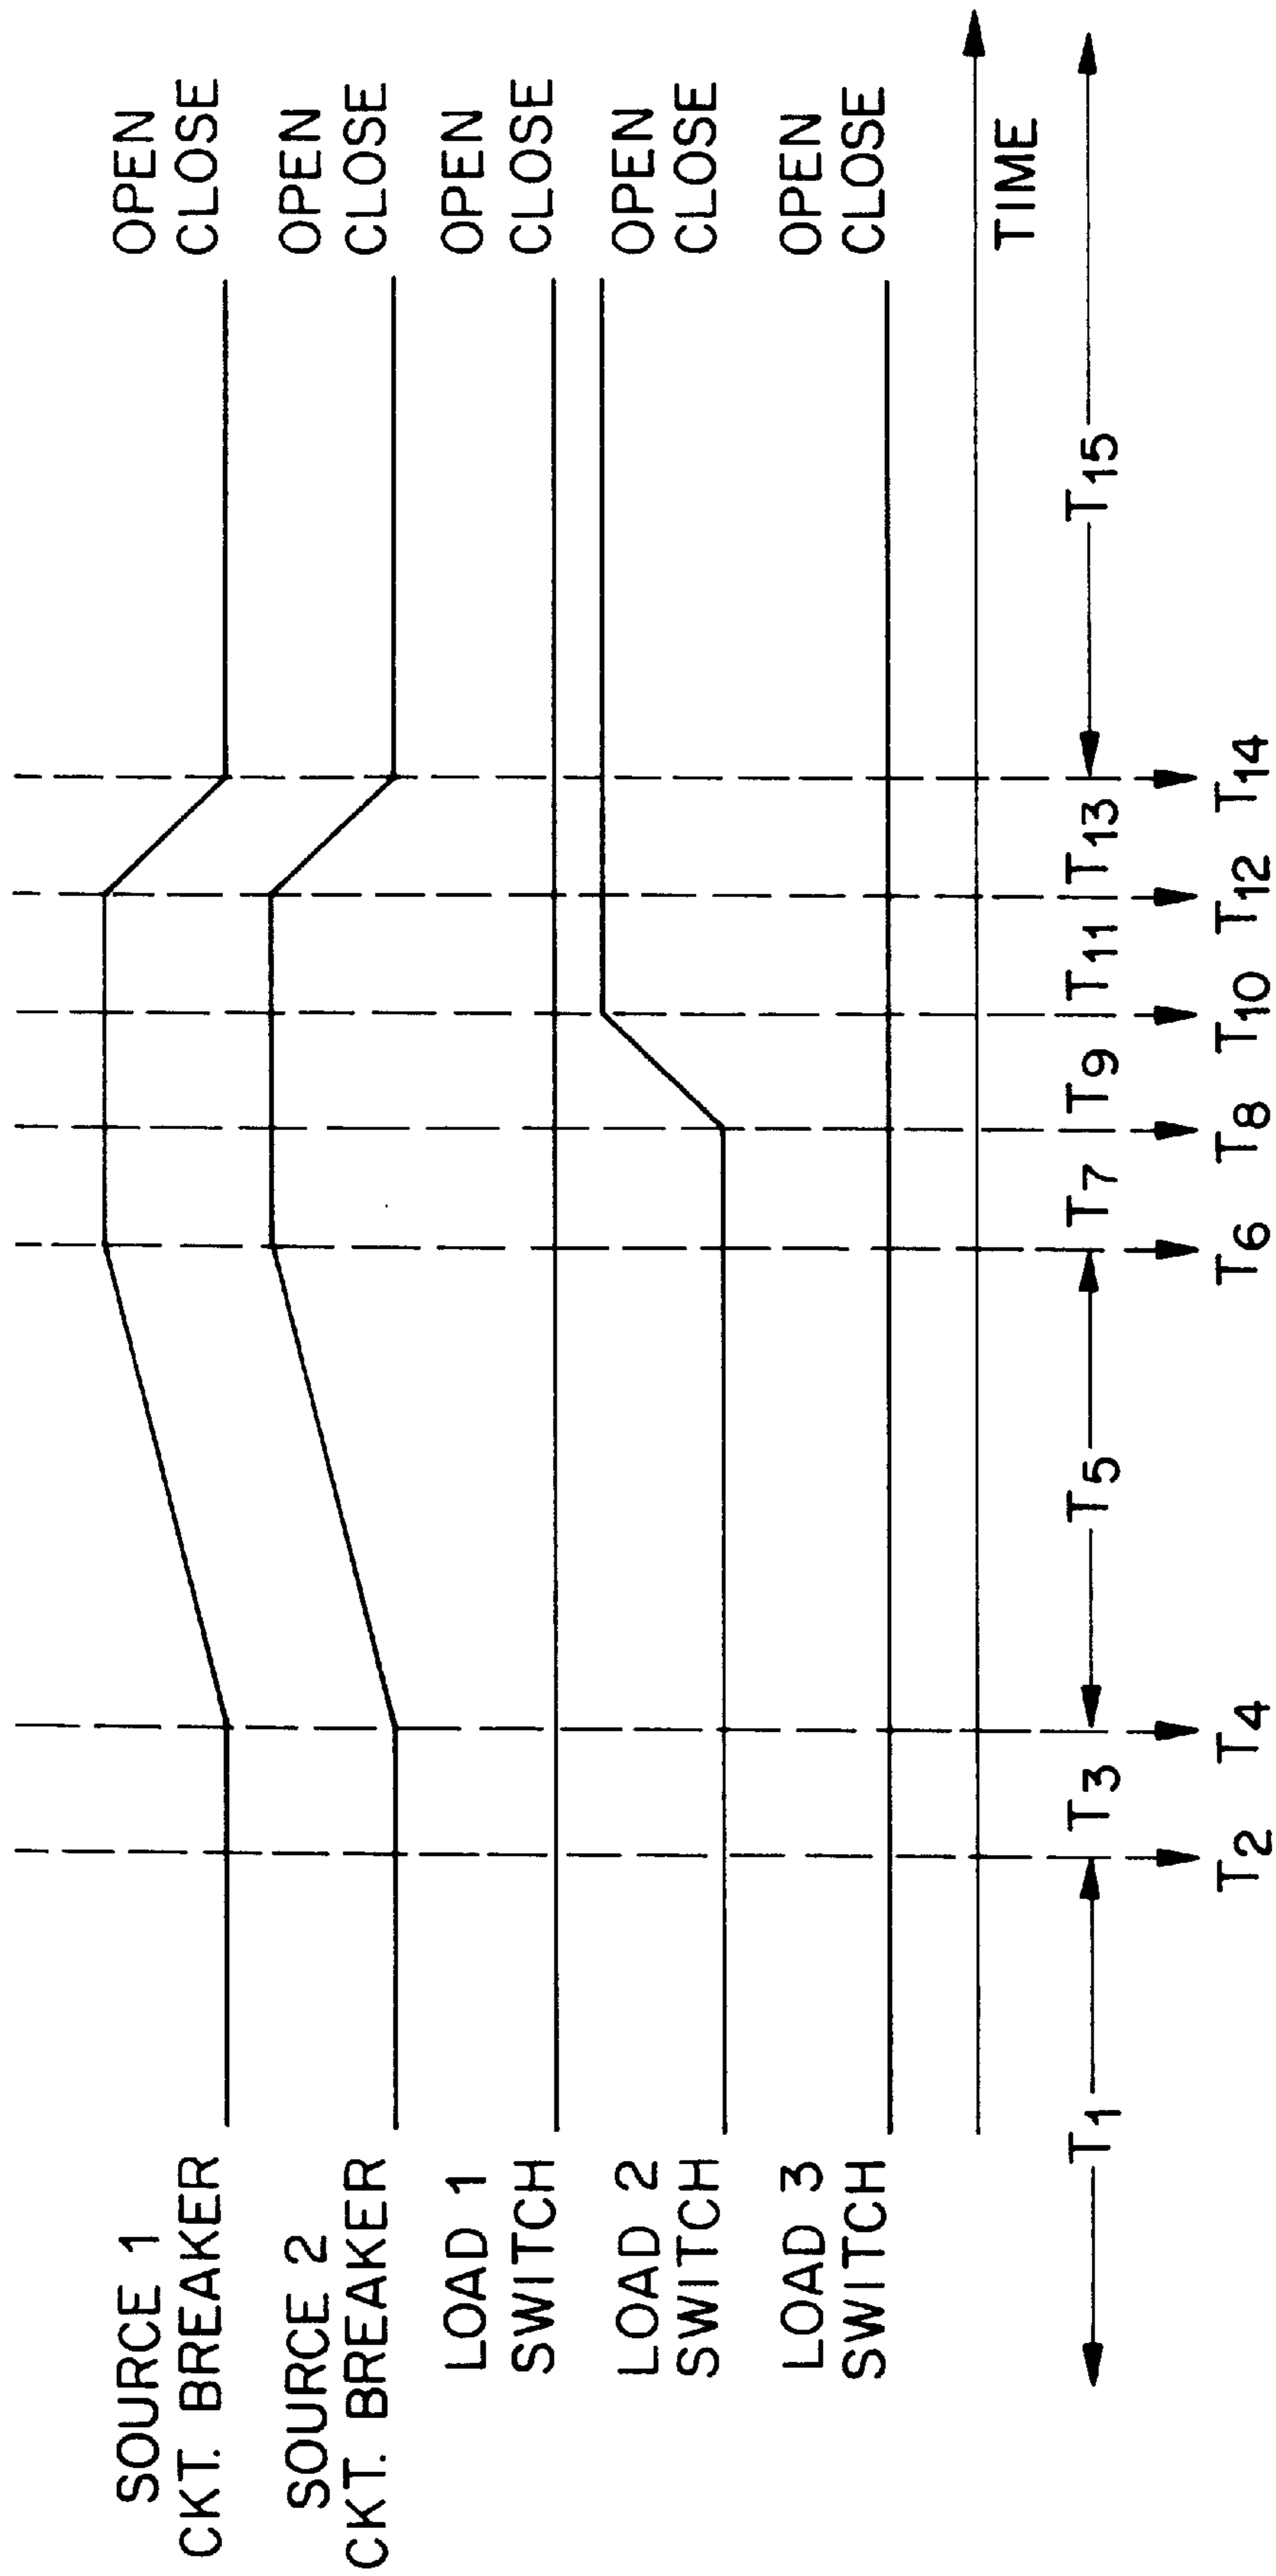 SOURCE 1
CKT. BREAKER
OPEN
CLOSE
SOURCE 2
CKT. BREAKER
OPEN
CLOSE
LOAD 1
SWITCH
OPEN
CLOSE
LOAD 2
SWITCH
OPEN
CLOSE
LOAD 3
SWITCH
OPEN
CLOSE
TIME
T1 T3 T5 T7 T9 T11 T13 T15
T2 T4 T6 T8 T10 T12 T14